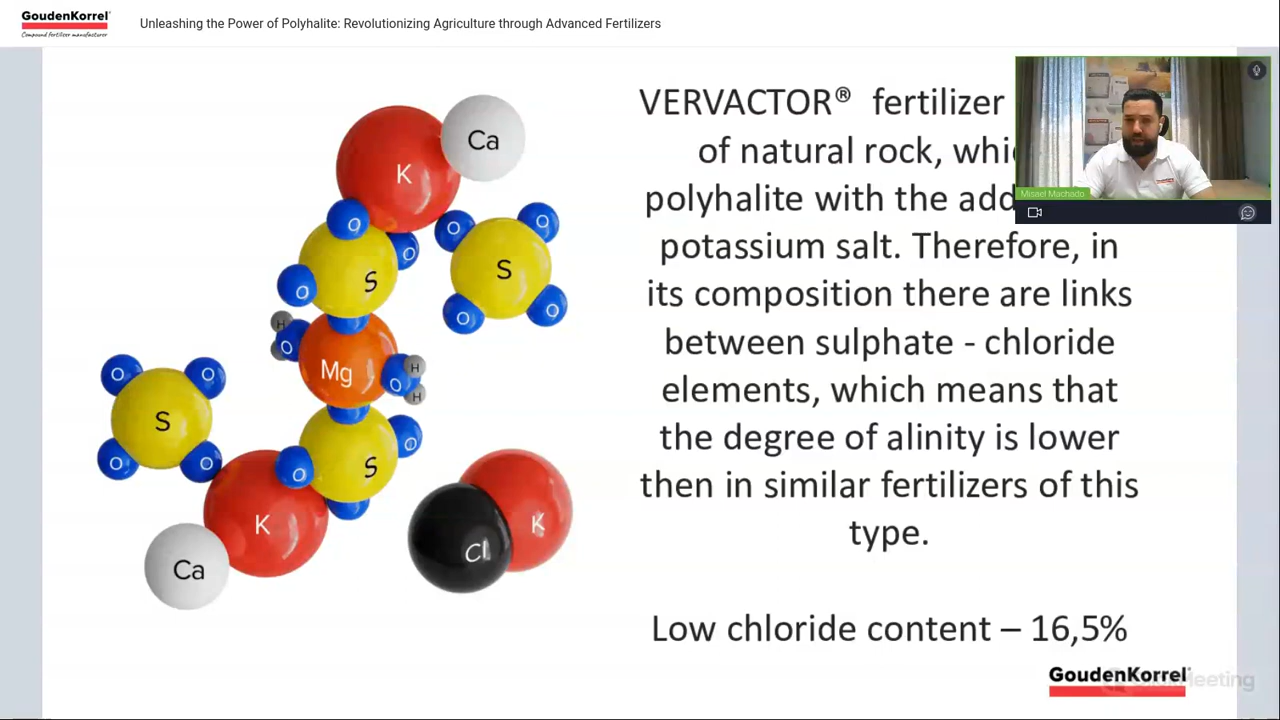 GoudenKorrel®
Compound fertilizer manufacturer
Unleashing the Power of Polyhalite: Revolutionizing Agriculture through Advanced Fertilizers
VERVACTOR® fertilizer
of natural rock,
polyhalite with the
potassium salt. Therefore, in
its composition there are links
between sulphate - chloride
elements, which means that
the degree of alinity is lower
then in similar fertilizers of this
type.
Low chloride content – 16,5%
Misael Machado
Ca
K
O
O
O
O
S
S
O
O
O
H
O
H
Mg
O
H
O
O
S
O
O
S
O
O
K
Cl
K
Ca
GoudenKorrel®